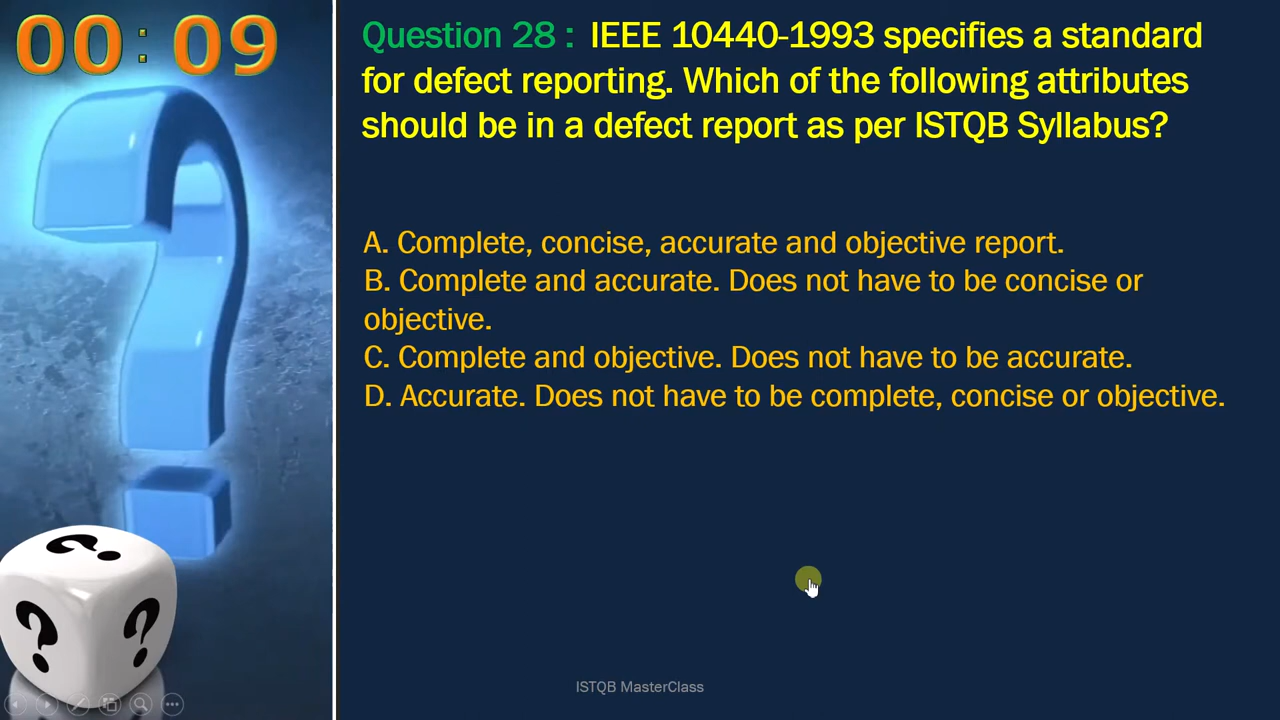 00:09
Question 28 : IEEE 10440-1993 specifies a standard
for defect reporting. Which of the following attributes
should be in a defect report as per ISTQB Syllabus?
A. Complete, concise, accurate and objective report.
B. Complete and accurate. Does not have to be concise or
objective.
C. Complete and objective. Does not have to be accurate.
D. Accurate. Does not have to be complete, concise or objective.
ISTQB MasterClass